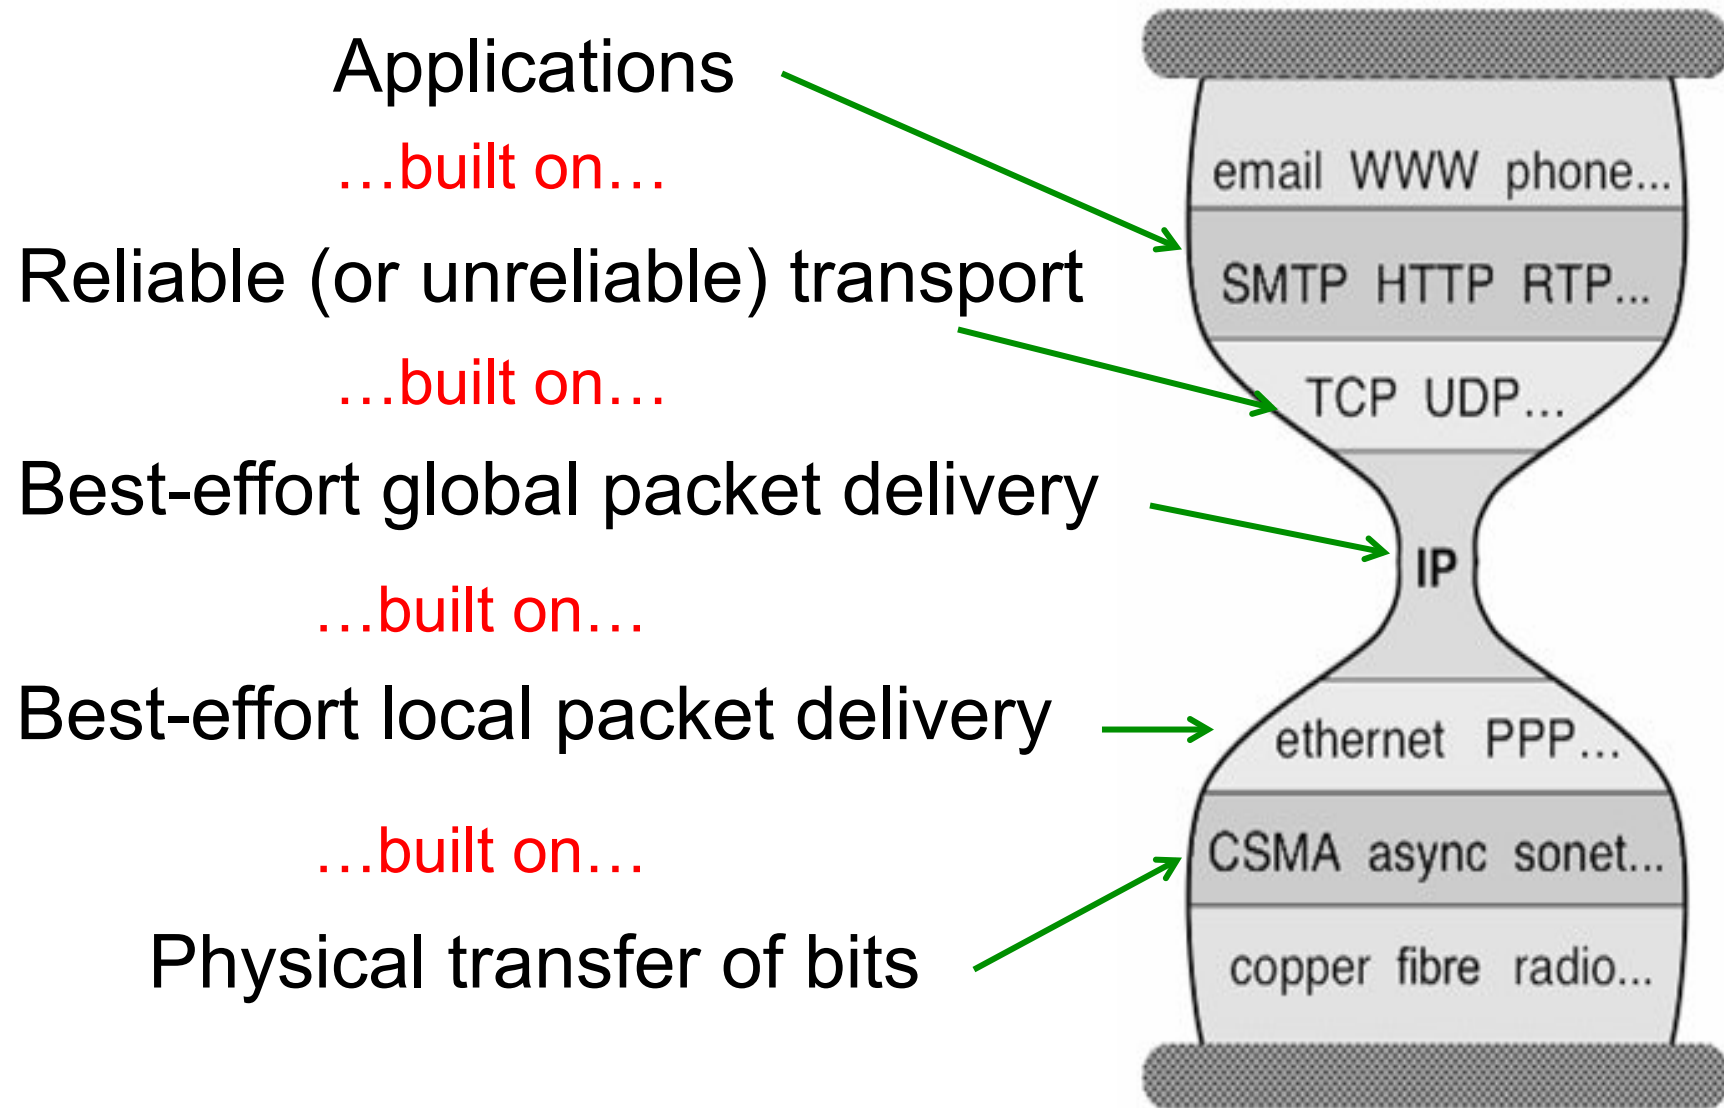 Applications
…built on…
Reliable (or unreliable) transport
…built on…
Best-effort global packet delivery
…built on…
Best-effort local packet delivery
…built on…
Physical transfer of bits
email WWW phone...
SMTP HTTP RTP...
TCP UDP…
IP
ethernet PPP…
CSMA async sonet...
copper fibre radio...